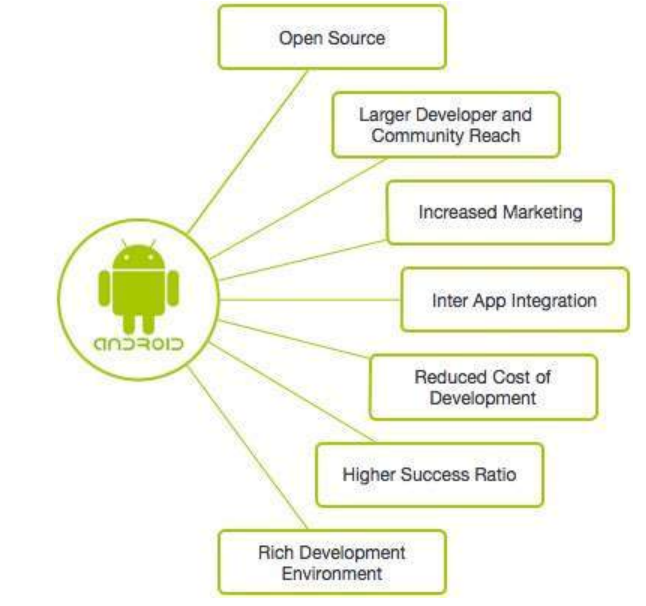 Open Source
Larger Developer and
Community Reach
Increased Marketing
Inter App Integration
ANDROID
Reduced Cost of
Development
Higher Success Ratio
Rich Development
Environment